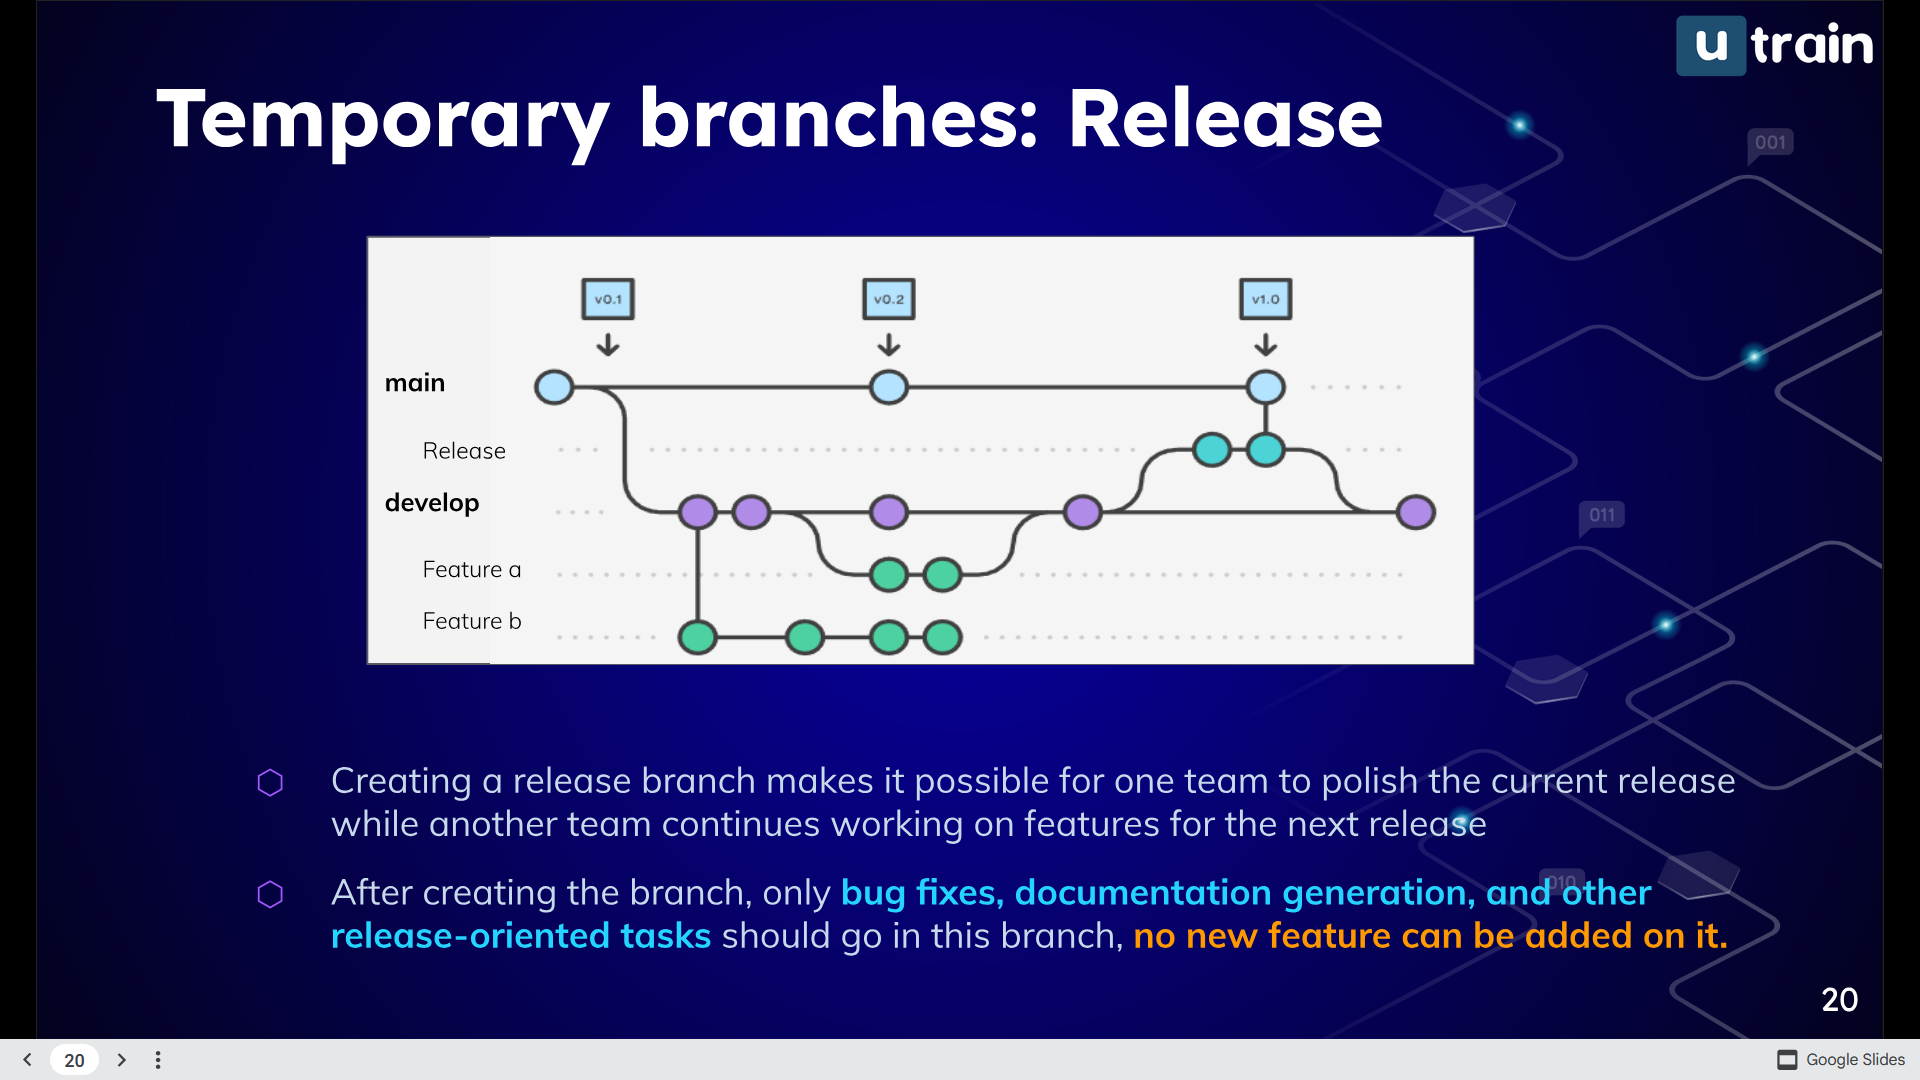 u train
Temporary branches: Release
001
v0.1
v0.2
v1.0
main
Release
develop
011
Feature a
Feature b
Creating a release branch makes it possible for one team to polish the current release
while another team continues working on features for the next release
010
After creating the branch, only bug fixes, documentation generation, and other
release-oriented tasks should go in this branch, no new feature can be added on it.
20
20
Google Slides